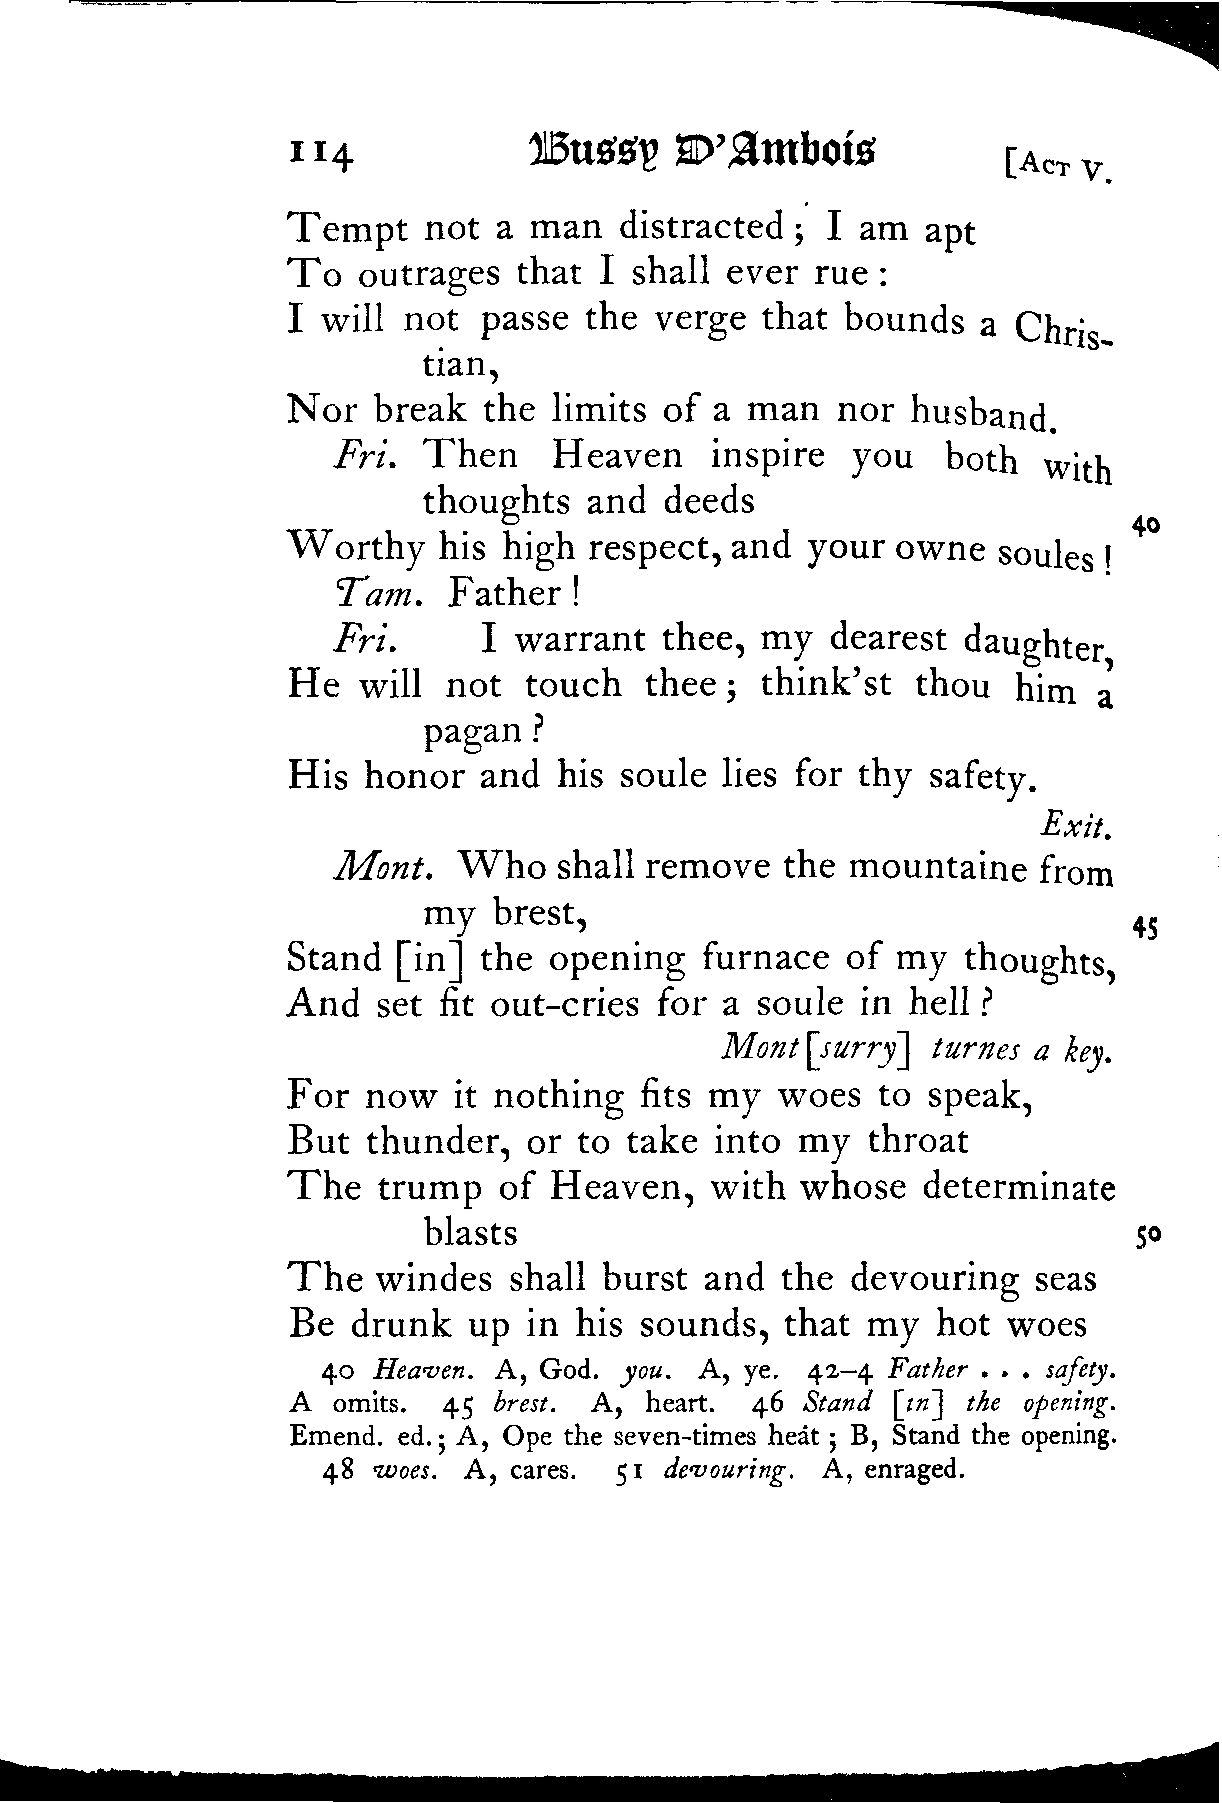 114 Bussy D'Ambois [ACT V.
Tempt not a man distracted; I am apt
To outrages that I shall ever rue:
I will not passe the verge that bounds a Chris-
tian,
Nor break the limits of a man nor husband.
Fri. Then Heaven inspire you both with
thoughts and deeds 40
Worthy his high respect, and your owne soules!
Tam. Father!
Fri. I warrant thee, my dearest daughter,
He will not touch thee; think'st thou him a
pagan?
His honor and his soule lies for thy safety.
Exit.
Mont. Who shall remove the mountaine from
my brest, 45
Stand [in] the opening furnace of my thoughts,
And set fit out-cries for a soule in hell?
Mont[surry] turnes a key.
For now it nothing fits my woes to speak,
But thunder, or to take into my throat
The trump of Heaven, with whose determinate
blasts 50
The windes shall burst and the devouring seas
Be drunk up in his sounds, that my hot woes
40 Heaven. A, God. you. A, ye. 42–4 Father . . . safety.
A omits. 45 brest. A, heart. 46 Stand [in] the opening.
Emend. ed.; A, Ope the seven-times heat; B, Stand the opening.
48 woes. A, cares. 51 devouring. A, enraged.